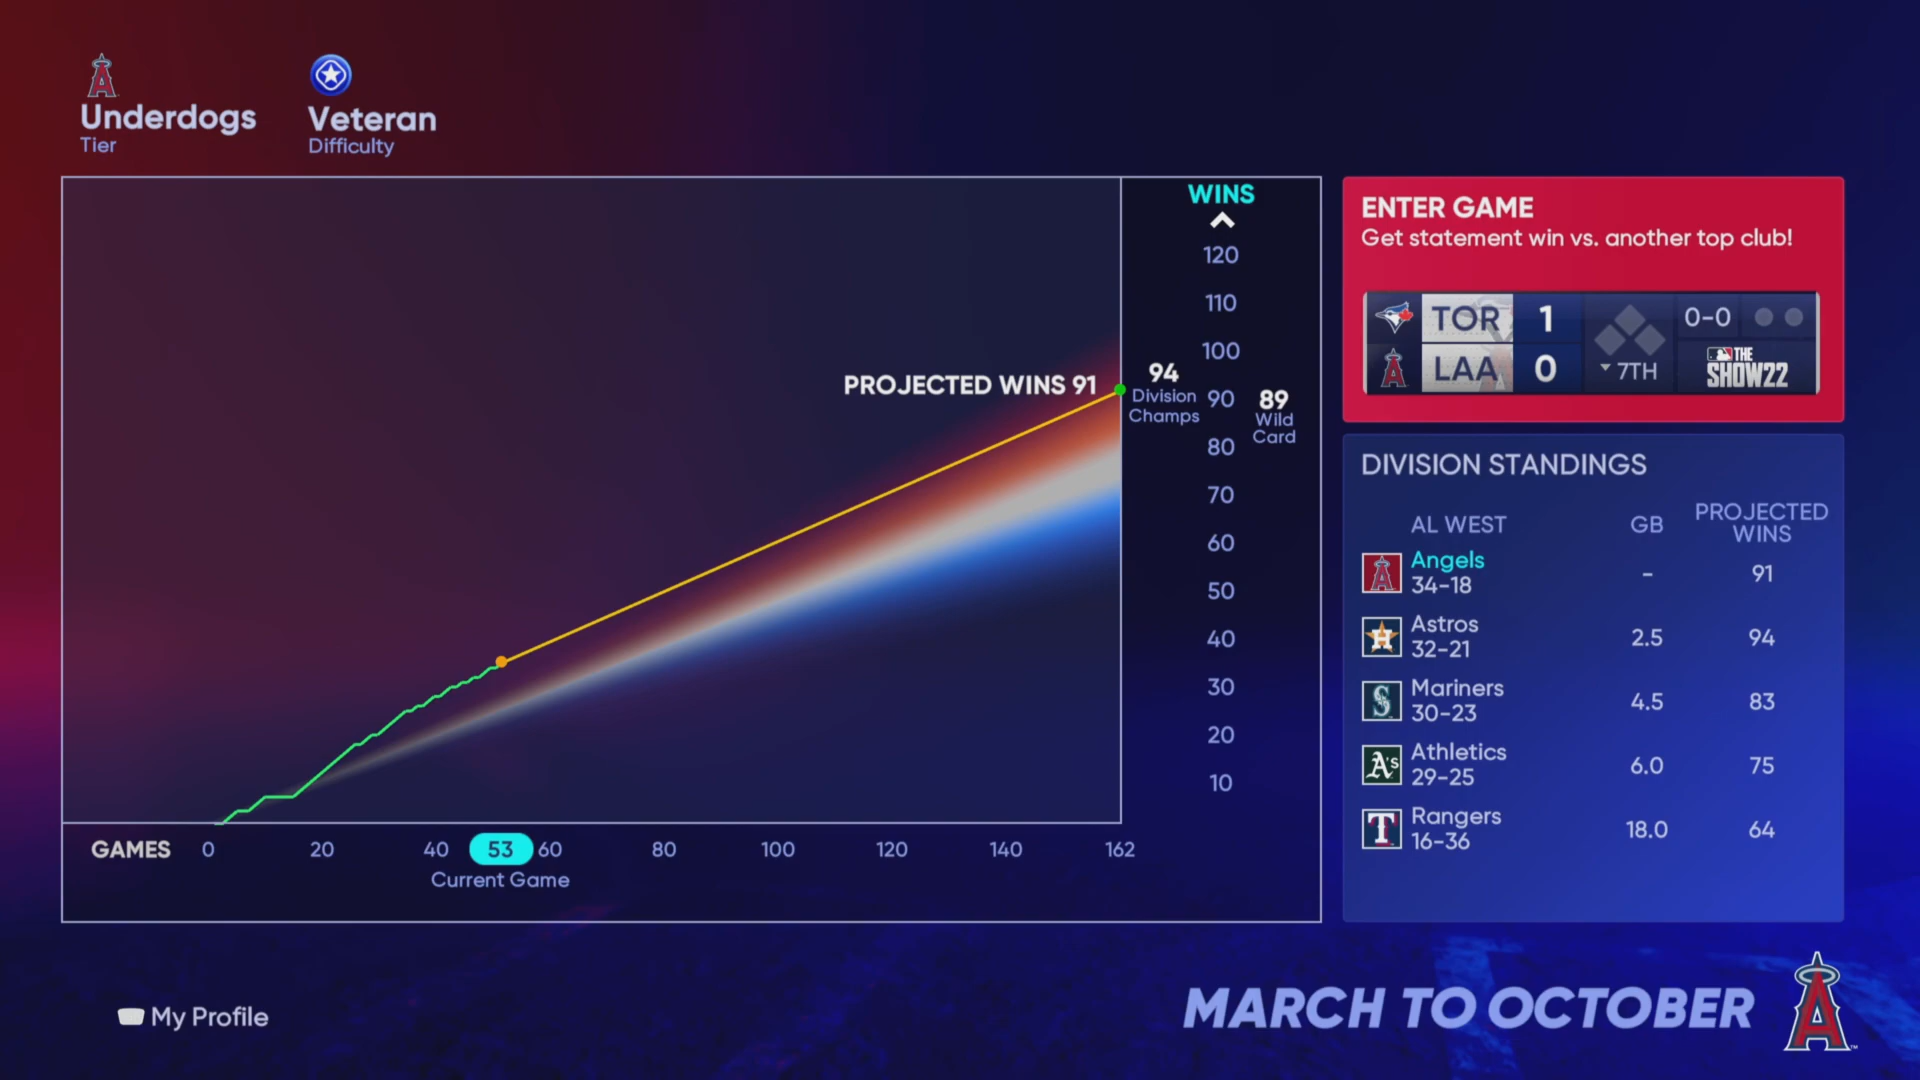 Underdogs
Tier
Veteran
Difficulty
WINS
120
110
100
90
80
70
60
50
40
30
20
10
PROJECTED WINS 91
94
Division
Champs
89
Wild
Card
GAMES 0 20 40 53 60 80 100 120 140 162
Current Game
ENTER GAME
Get statement win vs. another top club!
TOR 1 0-0
LAA 0 7TH
MLB THE
SHOW22
DIVISION STANDINGS
AL WEST GB PROJECTED
WINS
Angels
34-18 - 91
Astros
32-21 2.5 94
Mariners
30-23 4.5 83
Athletics
29-25 6.0 75
Rangers
16-36 18.0 64
My Profile
MARCH TO OCTOBER